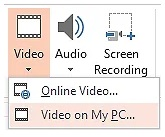 Video Audio Screen
Recording
Online Video...
Video on My PC...